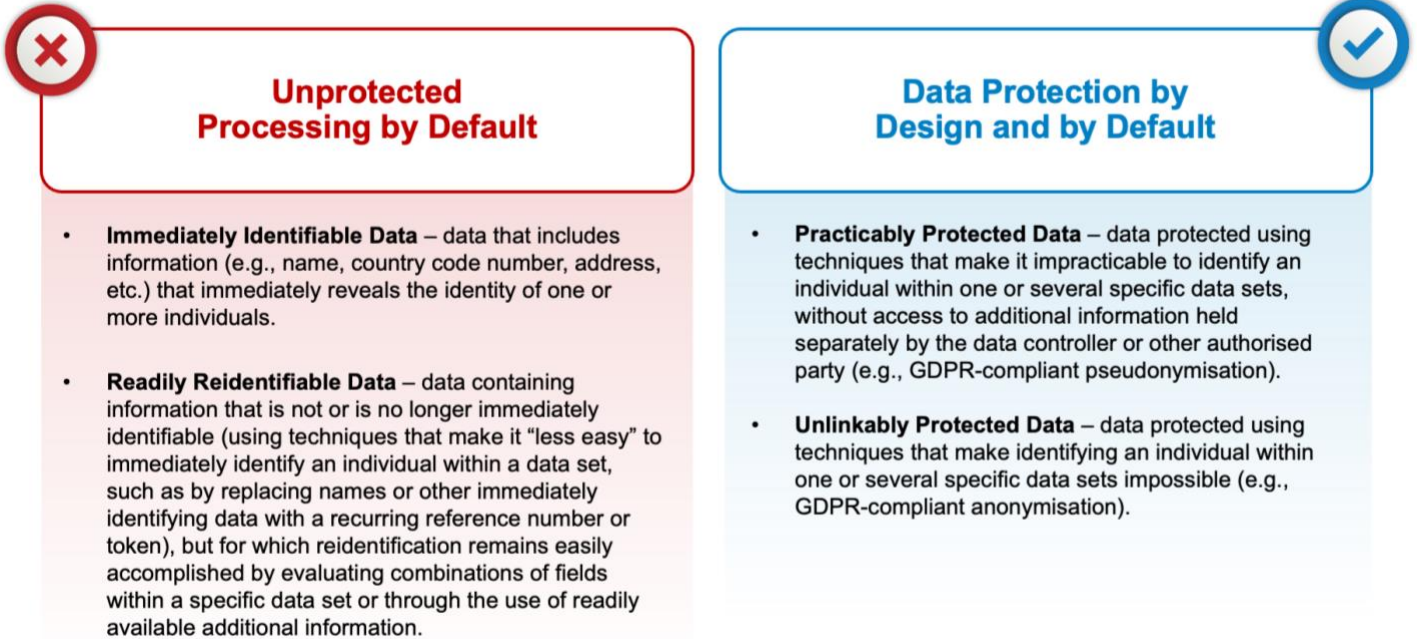 Unprotected
Processing by Default
• Immediately Identifiable Data – data that includes
information (e.g., name, country code number, address,
etc.) that immediately reveals the identity of one or
more individuals.
• Readily Reidentifiable Data – data containing
information that is not or is no longer immediately
identifiable (using techniques that make it “less easy” to
immediately identify an individual within a data set,
such as by replacing names or other immediately
identifying data with a recurring reference number or
token), but for which reidentification remains easily
accomplished by evaluating combinations of fields
within a specific data set or through the use of readily
available additional information.
Data Protection by
Design and by Default
• Practicably Protected Data – data protected using
techniques that make it impracticable to identify an
individual within one or several specific data sets,
without access to additional information held
separately by the data controller or other authorised
party (e.g., GDPR-compliant pseudonymisation).
• Unlinkably Protected Data – data protected using
techniques that make identifying an individual within
one or several specific data sets impossible (e.g.,
GDPR-compliant anonymisation).